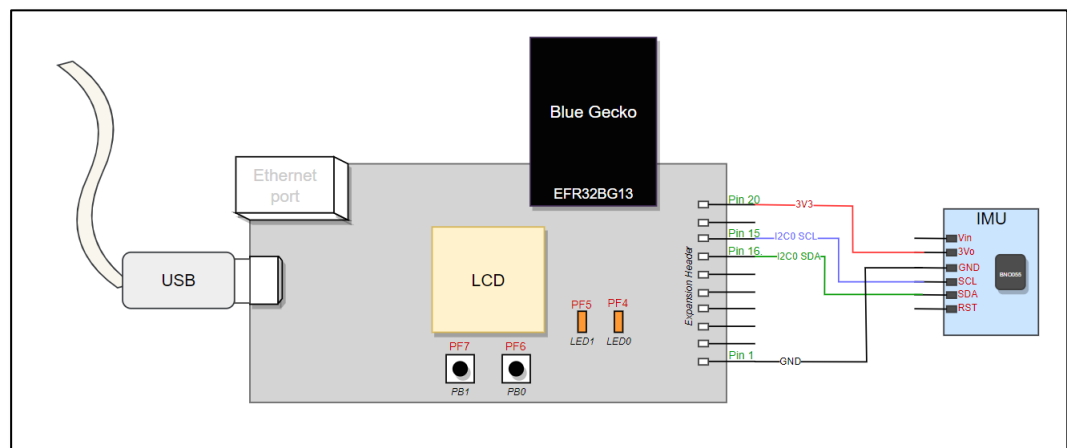 Blue Gecko
EFR32BG13
Ethernet
port
USB
LCD
PF5
PF4
LED1
LED0
PF7
PF6
PB1
PB0
Expansion Header
Pin 20
3V3
Pin 15
I2C0 SCL
Pin 16
I2C0 SDA
Pin 1
GND
IMU
Vin
3Vo
GND
SCL
SDA
RST
BNO055